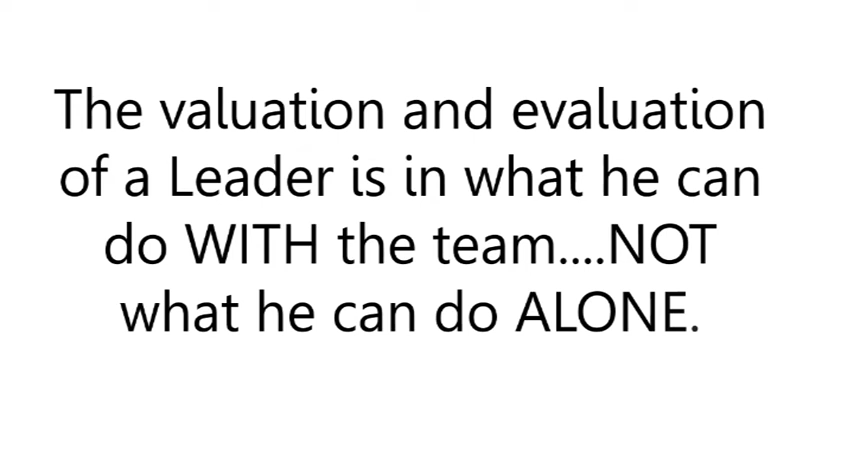 The valuation and evaluation
of a Leader is in what he can
do WITH the team....NOT
what he can do ALONE.